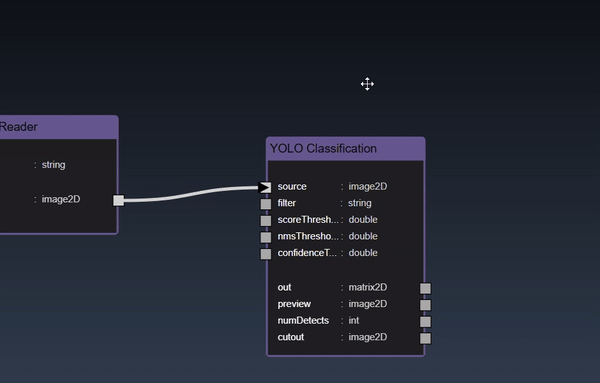 Reader
: string
: image2D
YOLO Classification
source : image2D
filter : string
scoreThresh... : double
nmsThresho... : double
confidenceT... : double
out : matrix2D
preview : image2D
numDetects : int
cutout : image2D